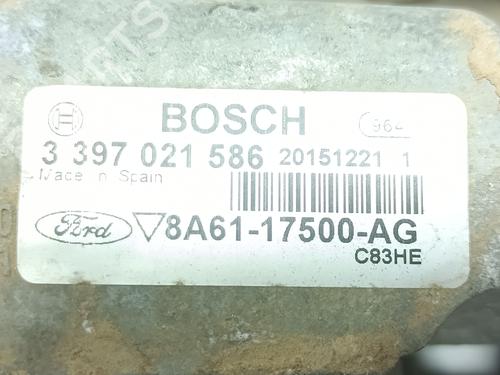 BOSCH
964
3 397 021 586 20151221 1
Made in Spain
Ford 8A61-17500-AG
C83HE